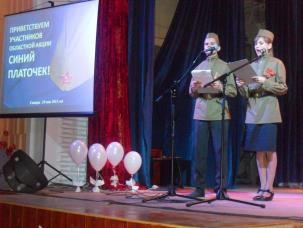 ПРИВЕТСТВУЕМ
УЧАСТНИКОВ
ОБЛАСТНОЙ АКЦИИ
СИНИЙ
ПЛАТОЧЕК!